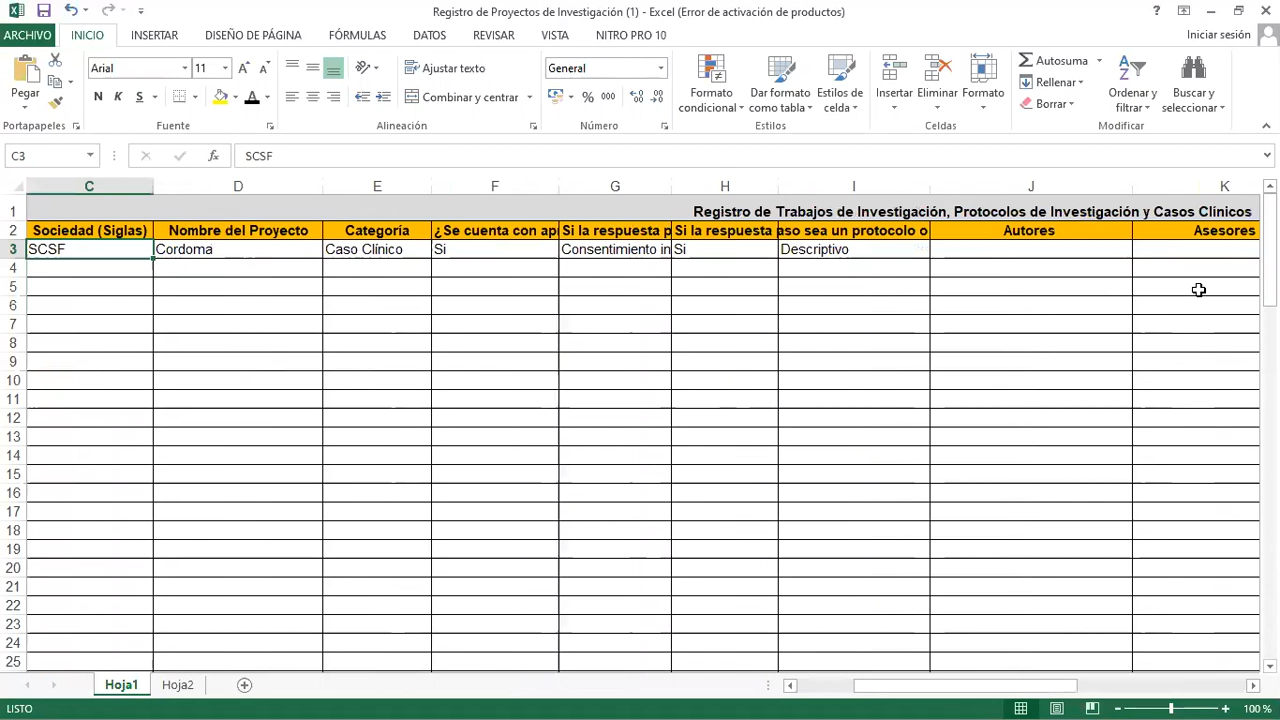 Registro de Proyectos de Investigación (1) - Excel (Error de activación de productos)
ARCHIVO INICIO INSERTAR DISEÑO DE PÁGINA FÓRMULAS DATOS REVISAR VISTA NITRO PRO 10 Iniciar sesión
Pegar
Arial 11
N K S
Ajustar texto
Combinar y centrar
General
% 000
Formato condicional
Dar formato como tabla
Estilos de celda
Insertar Eliminar Formato
Autosuma
Rellenar
Borrar
Ordenar y filtrar
Buscar y seleccionar
Portapapeles Fuente Alineación Número Estilos Celdas Modificar
C3 fx SCSF
C D E F G H I J K
1 Registro de Trabajos de Investigación, Protocolos de Investigación y Casos Clínicos
2 Sociedad (Siglas) Nombre del Proyecto Categoría ¿Se cuenta con apr Si la respuesta p Si la respuesta aso sea un protocolo o Autores Asesores
3 SCSF Cordoma Caso Clínico Si Consentimiento in Si Descriptivo
4
5
6
7
8
9
10
11
12
13
14
15
16
17
18
19
20
21
22
23
24
25
Hoja1 Hoja2
LISTO 100 %